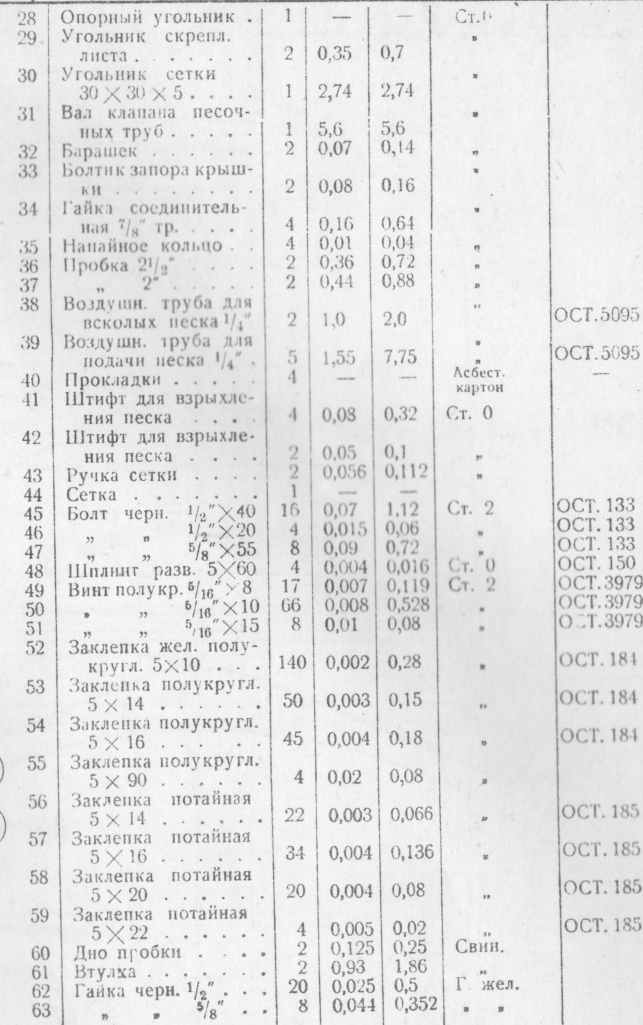 28 Опорный угольник . 1 — — Ст.0
29 Угольник скрепл.
листа . . . . . . . 2 0,35 0,7 "
30 Угольник сетки
30×30×5 . . . . 1 2,74 2,74 "
31 Вал клапана песоч-
ных труб . . . . . 1 5,6 5,6 "
32 Барашек . . . . . . 2 0,07 0,14 "
33 Болтик запора крыш-
ки . . . . . . . . 2 0,08 0,16 "
34 Гайка соединитель-
ная 7/8" тр. . . . . 4 0,16 0,64 "
35 Напайное кольцо . . 4 0,01 0,04 "
36 Пробка 2 1/2" . . . . 2 0,36 0,72 "
37 " 2" . . . . . 2 0,44 0,88 "
38 Воздушн. труба для
всколых песка 1/4" 2 1,0 2,0 " ОСТ.5095
39 Воздушн. труба для
подачи песка 1/4" . 5 1,55 7,75 " ОСТ.5095
40 Прокладки . . . . . 4 — — Асбест. —
картон
41 Штифт для взрыхле-
ния песка . . . . 4 0,08 0,32 Ст. 0
42 Штифт для взрыхле-
ния песка . . . . 2 0,05 0,1 "
43 Ручка сетки . . . . 2 0,056 0,112 "
44 Сетка . . . . . . . 1 — —
45 Болт черн. 1/2"×40 16 0,07 1,12 Ст. 2 ОСТ. 133
46 " " 1/2"×20 4 0,015 0,06 " ОСТ. 133
47 " " 5/8"×55 8 0,09 0,72 " ОСТ. 133
48 Шплинт разв. 5×60 4 0,004 0,016 Ст. 0 ОСТ. 150
49 Винт полукр. 5/16"×8 17 0,007 0,119 Ст. 2 ОСТ.3979
50 " " 5/16"×10 66 0,008 0,528 " ОСТ.3979
51 " " 5/16"×15 8 0,01 0,08 " ОСТ.3979
52 Заклепка жел. полу-
кругл. 5×10 . . . 140 0,002 0,28 " ОСТ. 184
53 Заклепка полукругл.
5×14 . . . . . . 50 0,003 0,15 " ОСТ. 184
54 Заклепка полукругл.
5×16 . . . . . . 45 0,004 0,18 " ОСТ. 184
55 Заклепка полукругл.
5×90 . . . . . . 4 0,02 0,08 "
56 Заклепка потайная
5×14 . . . . . . 22 0,003 0,066 " ОСТ. 185
57 Заклепка потайная
5×16 . . . . . . 34 0,004 0,136 " ОСТ. 185
58 Заклепка потайная
5×20 . . . . . . 20 0,004 0,08 " ОСТ. 185
59 Заклепка потайная
5×22 . . . . . . 4 0,005 0,02 " ОСТ. 185
60 Дно пробки . . . . 2 0,125 0,25 Свин.
61 Втулка . . . . . . . 2 0,93 1,86 "
62 Гайка черн. 1/2" . . . 20 0,025 0,5 Г. жел.
63 " " 5/8" . . . 8 0,044 0,352 " "